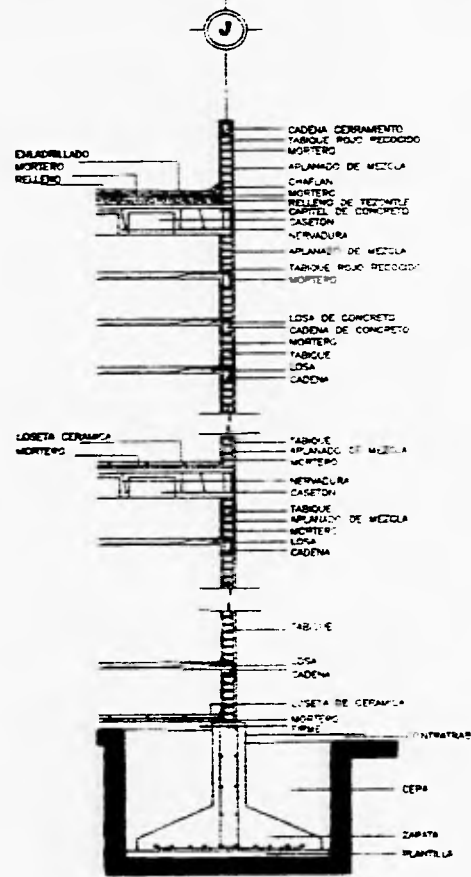 J
CADENA CERRAMIENTO
TABIQUE ROJO RECOCIDO
MORTERO
ENLADRILLADO
MORTERO
RELLENO
APLANADO DE MEZCLA
CHAFLAN
MORTERO
RELLENO DE TEZONTLE
CAPITEL DE CONCRETO
CASETON
NERVADURA
APLANADO DE MEZCLA
TABIQUE ROJO RECOCIDO
MORTERO
LOSA DE CONCRETO
CADENA DE CONCRETO
MORTERO
TABIQUE
LOSA
CADENA
LOSETA CERAMICA
MORTERO
TABIQUE
APLANADO DE MEZCLA
MORTERO
NERVADURA
CASETON
TABIQUE
APLANADO DE MEZCLA
MORTERO
LOSA
CADENA
TABIQUE
LOSA
CADENA
LOSETA DE CERAMICA
MORTERO
FIRME
CONTRATRABE
CEPA
ZAPATA
PLANTILLA